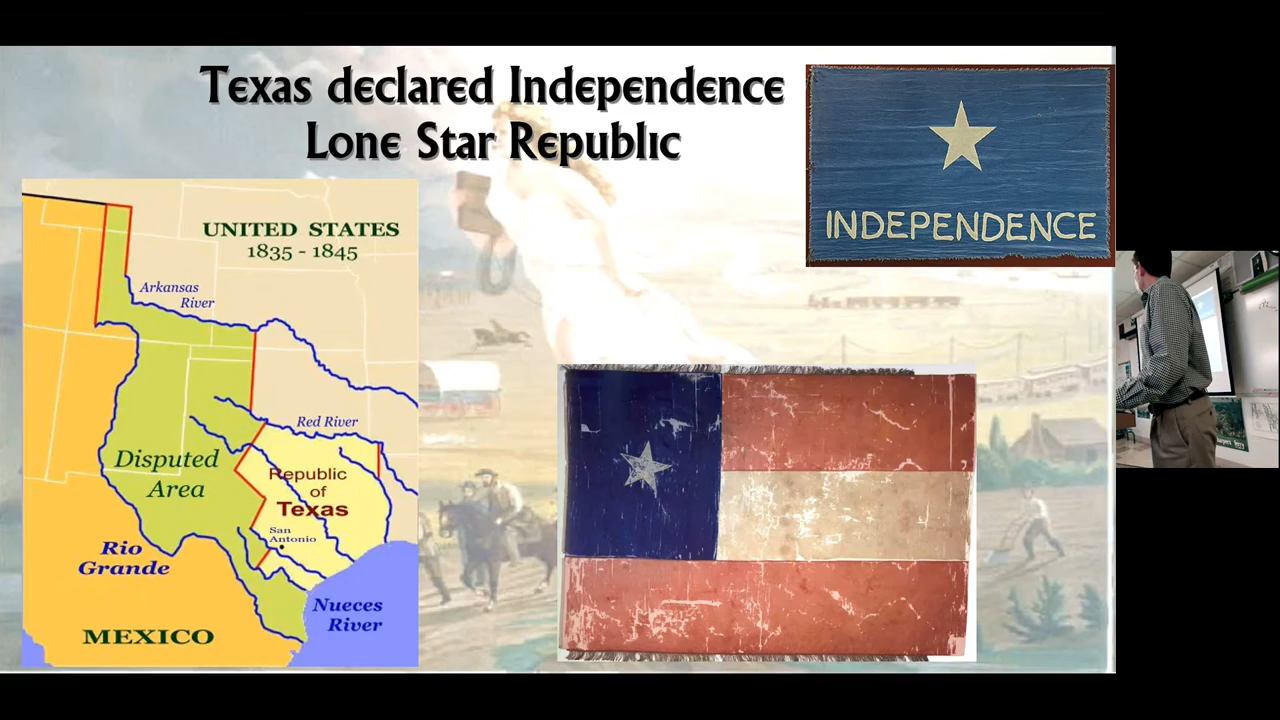 Texas declared Independence
Lone Star Republic
INDEPENDENCE
UNITED STATES
1835 - 1845
Arkansas
River
Red River
Disputed
Area
Republic
of
Texas
San
Antonio
Rio
Grande
Nueces
River
MEXICO